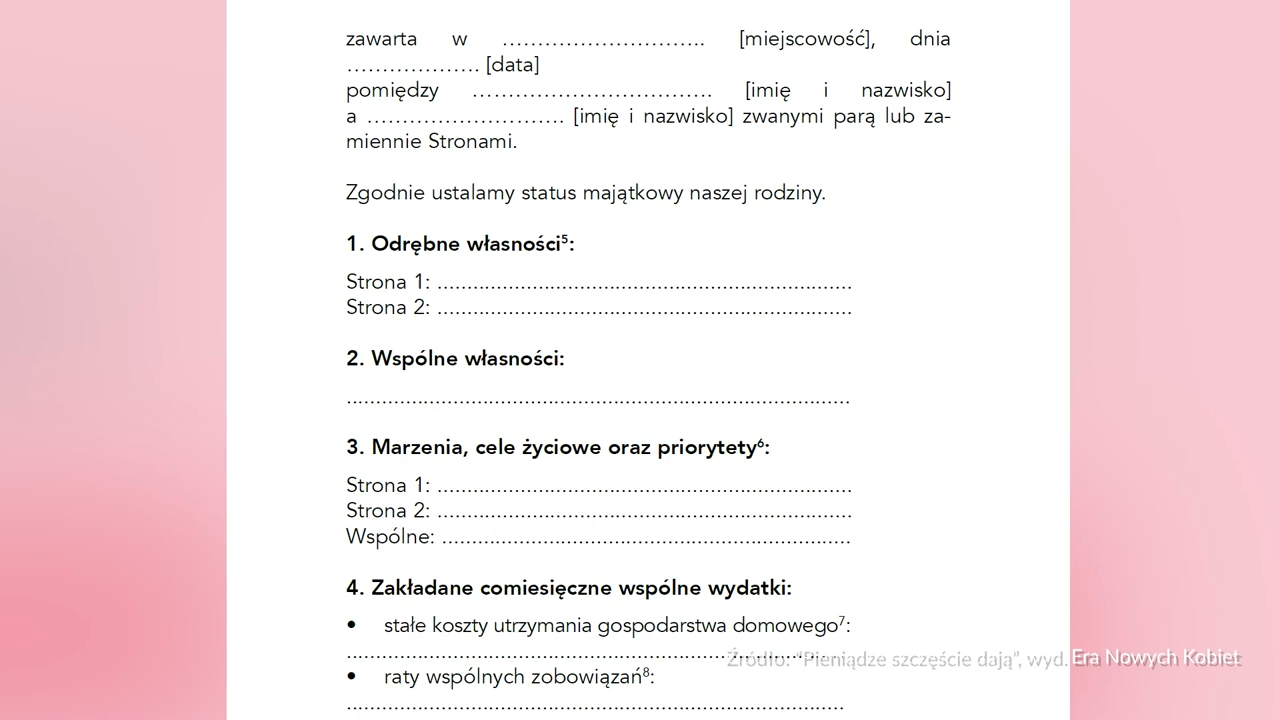 zawarta w ………………………….. [miejscowość], dnia
………………. [data]
pomiędzy ……………………………. [imię i nazwisko]
a ………………………. [imię i nazwisko] zwanymi parą lub za-
miennie Stronami.
Zgodnie ustalamy status majątkowy naszej rodziny.
1. Odrębne własności⁵:
Strona 1: ......................................................................
Strona 2: ......................................................................
2. Wspólne własności:
.....................................................................................
3. Marzenia, cele życiowe oraz priorytety⁶:
Strona 1: ......................................................................
Strona 2: ......................................................................
Wspólne: .....................................................................
4. Zakładane comiesięczne wspólne wydatki:
• stałe koszty utrzymania gospodarstwa domowego⁷:
.....................................................................................
Źródło: "Pieniądze szczęście dają", wyd. Era Nowych Kobiet
• raty wspólnych zobowiązań⁸:
....................................................................................